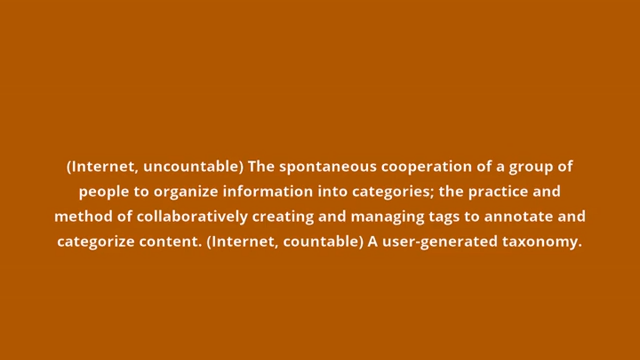 (Internet, uncountable) The spontaneous cooperation of a group of
people to organize information into categories; the practice and
method of collaboratively creating and managing tags to annotate and
categorize content. (Internet, countable) A user-generated taxonomy.